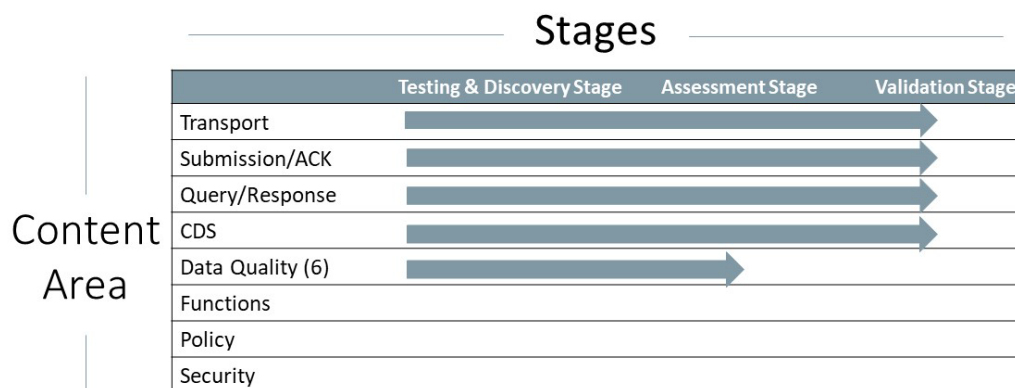 Stages
Testing & Discovery Stage Assessment Stage Validation Stage
Transport
Submission/ACK
Query/Response
CDS
Data Quality (6)
Functions
Policy
Security
Content
Area